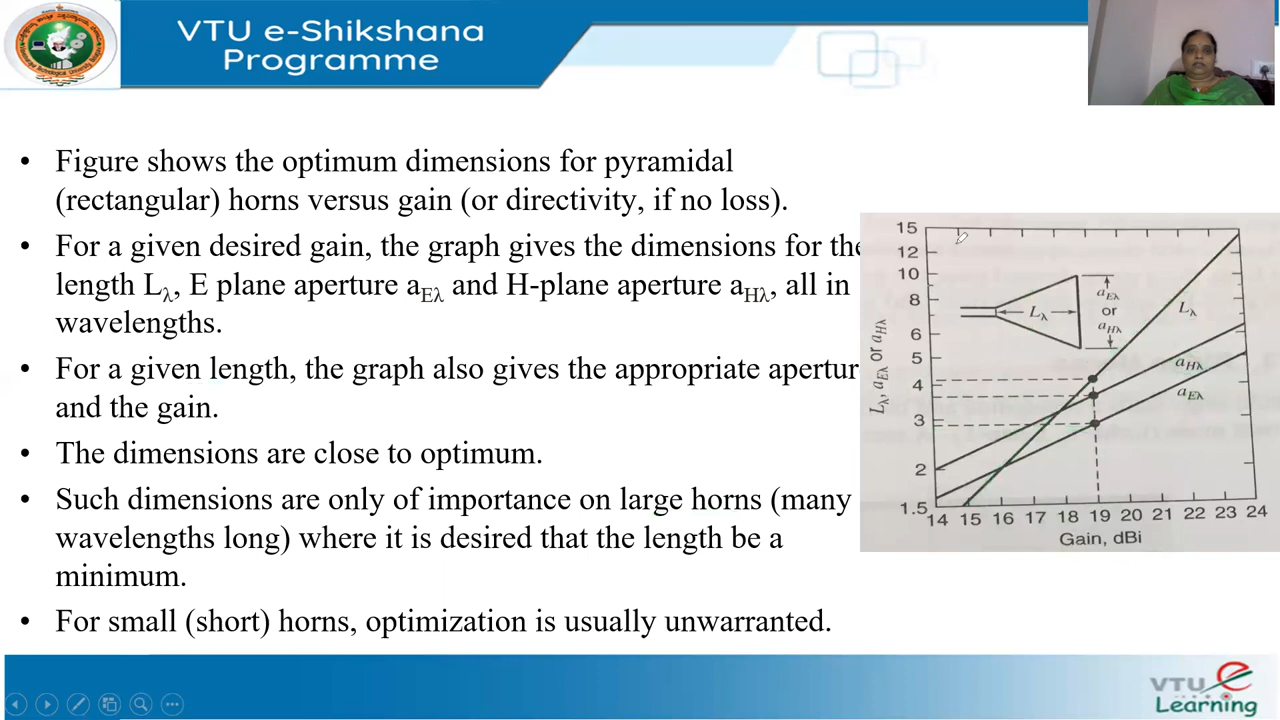 VTU e-Shikshana
Programme
• Figure shows the optimum dimensions for pyramidal
(rectangular) horns versus gain (or directivity, if no loss).
• For a given desired gain, the graph gives the dimensions for the
length Lλ, E plane aperture aEλ and H-plane aperture aHλ, all in
wavelengths.
• For a given length, the graph also gives the appropriate apertur
and the gain.
• The dimensions are close to optimum.
• Such dimensions are only of importance on large horns (many
wavelengths long) where it is desired that the length be a
minimum.
• For small (short) horns, optimization is usually unwarranted.
Lλ, aEλ or aHλ
15
12
10
8
6
5
4
3
2
1.5
Lλ
aEλ
or
aHλ
Lλ
aHλ
aEλ
14 15 16 17 18 19 20 21 22 23 24
Gain, dBi
VTU e
Learning